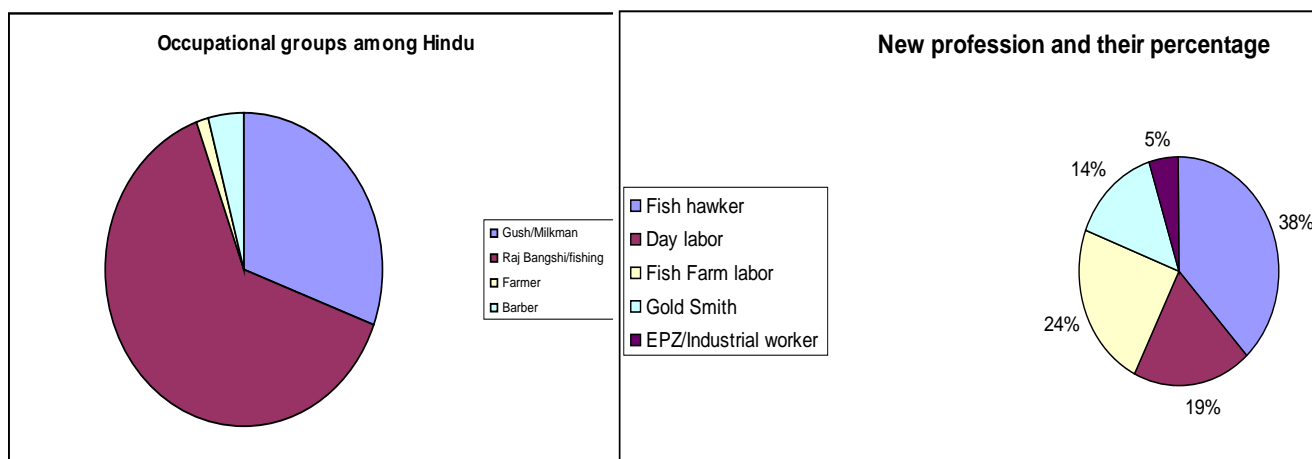 Occupational groups among Hindu
Gush/Milkman
Raj Bangshi/fishing
Farmer
Barber
New profession and their percentage
Fish hawker
Day labor
Fish Farm labor
Gold Smith
EPZ/Industrial worker
5%
14%
38%
24%
19%